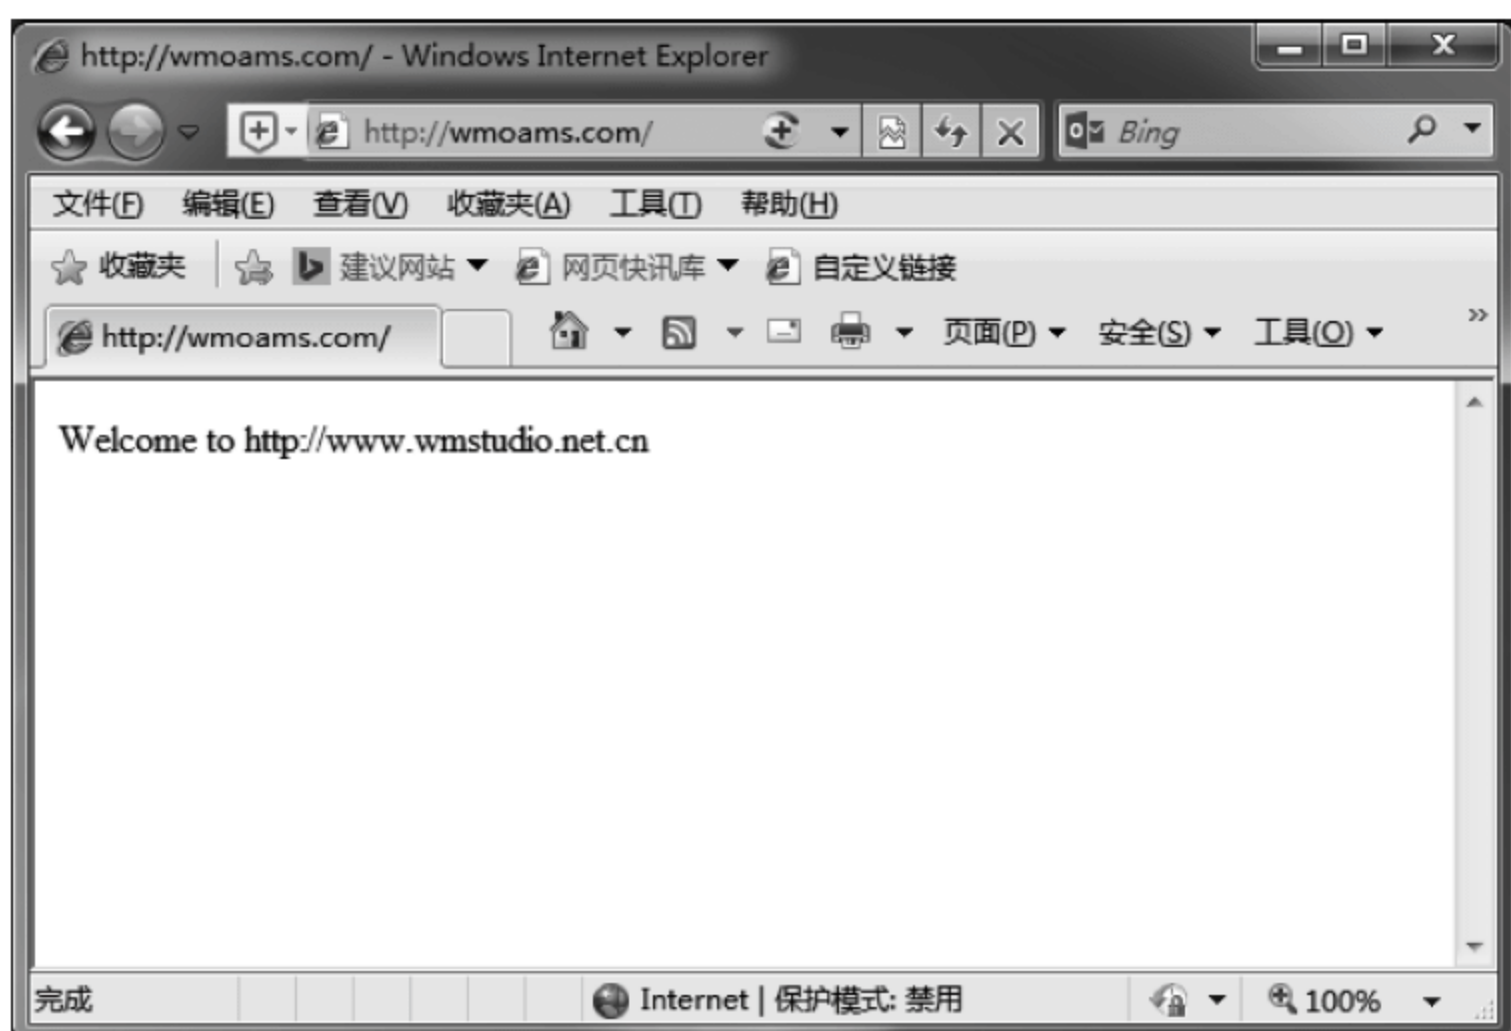 http://wmoams.com/ - Windows Internet Explorer
http://wmoams.com/ Bing
文件(F) 编辑(E) 查看(V) 收藏夹(A) 工具(T) 帮助(H)
收藏夹 建议网站 网页快讯库 自定义链接
http://wmoams.com/ 页面(P) 安全(S) 工具(O) »
Welcome to http://www.wmstudio.net.cn
完成 Internet | 保护模式: 禁用 100%